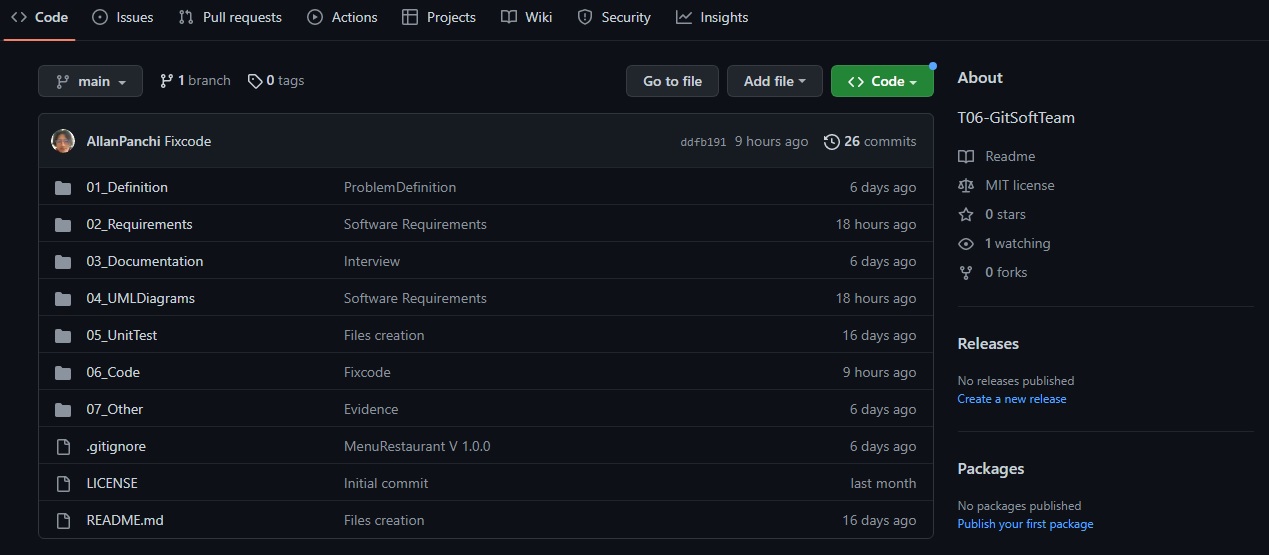 Code Issues Pull requests Actions Projects Wiki Security Insights
main 1 branch 0 tags Go to file Add file Code
AllanPanchi Fixcode ddfb191 9 hours ago 26 commits
01_Definition ProblemDefinition 6 days ago
02_Requirements Software Requirements 18 hours ago
03_Documentation Interview 6 days ago
04_UMLDiagrams Software Requirements 18 hours ago
05_UnitTest Files creation 16 days ago
06_Code Fixcode 9 hours ago
07_Other Evidence 6 days ago
.gitignore MenuRestaurant V 1.0.0 6 days ago
LICENSE Initial commit last month
README.md Files creation 16 days ago
About
T06-GitSoftTeam
Readme
MIT license
0 stars
1 watching
0 forks
Releases
No releases published
Create a new release
Packages
No packages published
Publish your first package